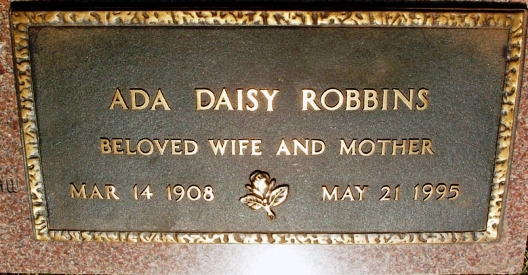 ADA DAISY ROBBINS
BELOVED WIFE AND MOTHER
MAR 14 1908 MAY 21 1995